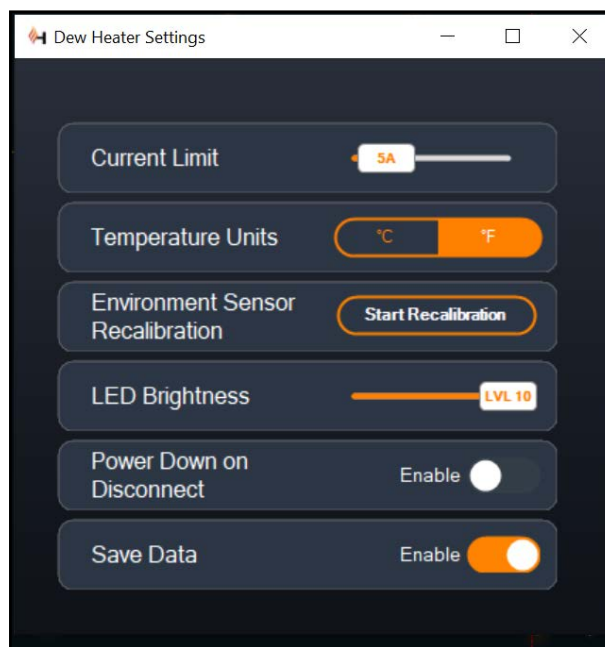 Dew Heater Settings
Current Limit
5A
Temperature Units
°C
°F
Environment Sensor
Recalibration
Start Recalibration
LED Brightness
LVL 10
Power Down on
Disconnect
Enable
Save Data
Enable